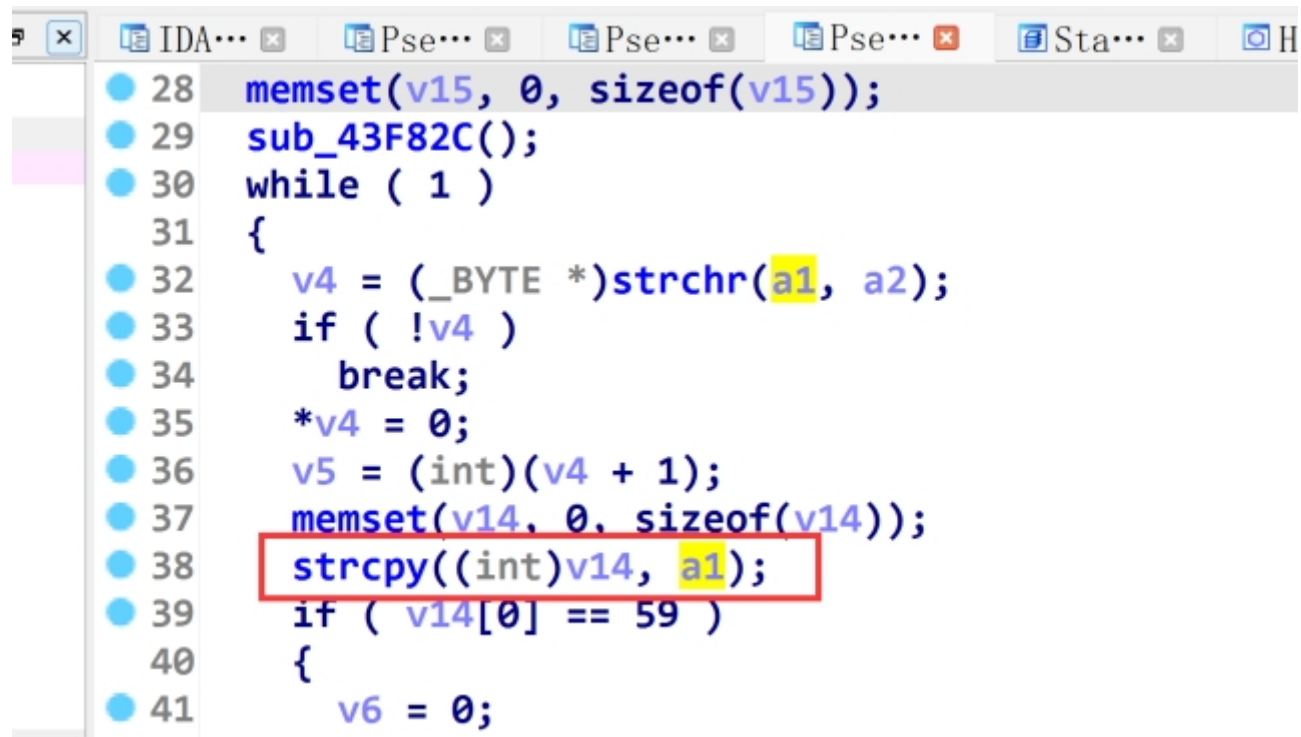 IDA… Pse… Pse… Pse… Sta… H
28 memset(v15, 0, sizeof(v15));
29 sub_43F82C();
30 while ( 1 )
31 {
32 v4 = (_BYTE *)strchr(a1, a2);
33 if ( !v4 )
34 break;
35 *v4 = 0;
36 v5 = (int)(v4 + 1);
37 memset(v14, 0, sizeof(v14));
38 strcpy((int)v14, a1);
39 if ( v14[0] == 59 )
40 {
41 v6 = 0;